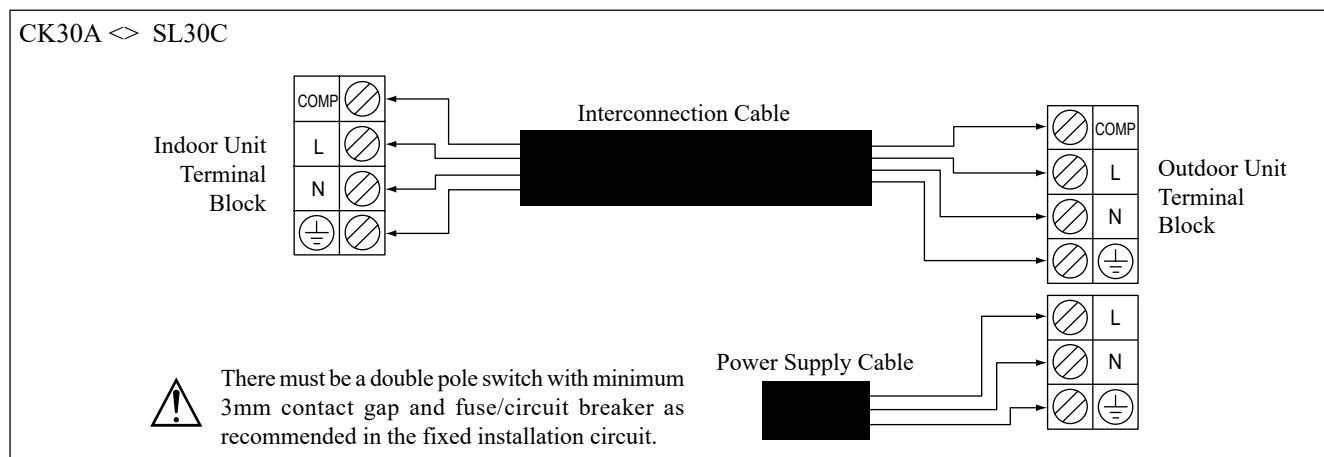 CK30A <> SL30C
Interconnection Cable
Indoor Unit
Terminal
Block
COMP
L
N
COMP
L
N
Outdoor Unit
Terminal
Block
L
N
Power Supply Cable
There must be a double pole switch with minimum
3mm contact gap and fuse/circuit breaker as
recommended in the fixed installation circuit.